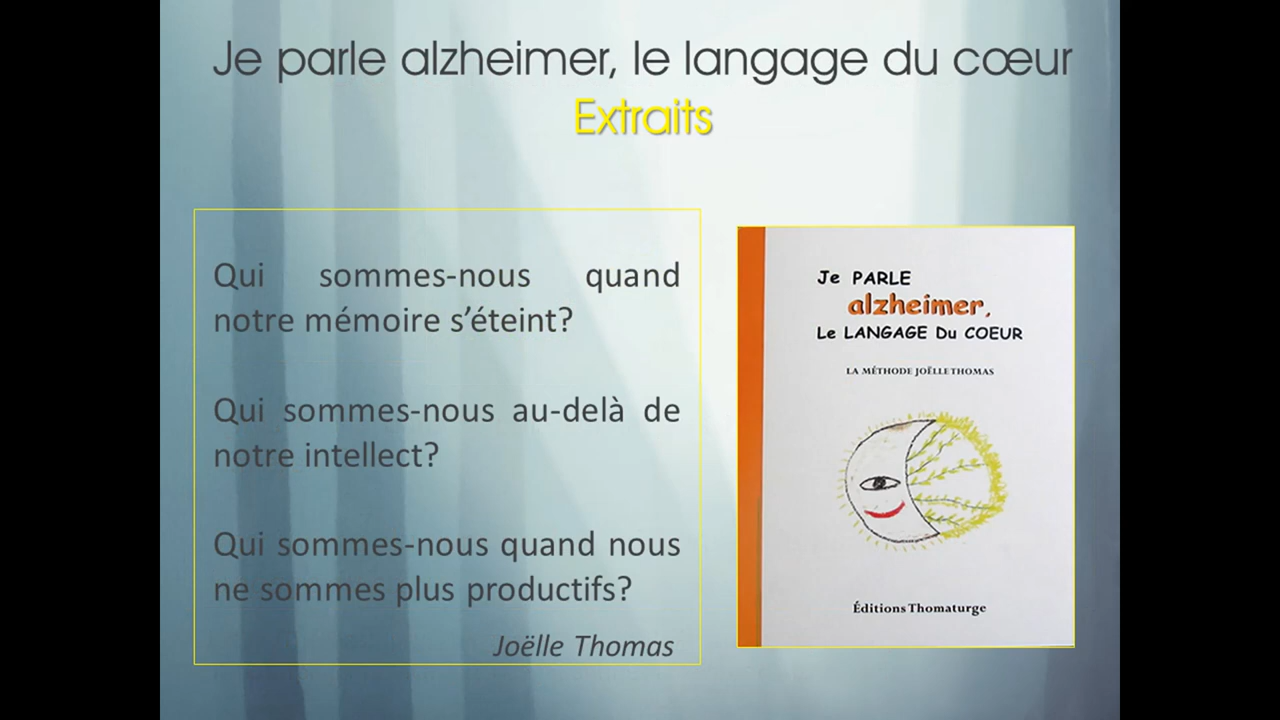 Je parle alzheimer, le langage du cœur
Extraits
Qui sommes-nous quand
notre mémoire s’éteint?
Qui sommes-nous au-delà de
notre intellect?
Qui sommes-nous quand nous
ne sommes plus productifs?
Joëlle Thomas
Je PARLE
alzheimer,
Le LANGAGE Du COEUR
LA MÉTHODE JOËLLE THOMAS
Éditions Thomaturge